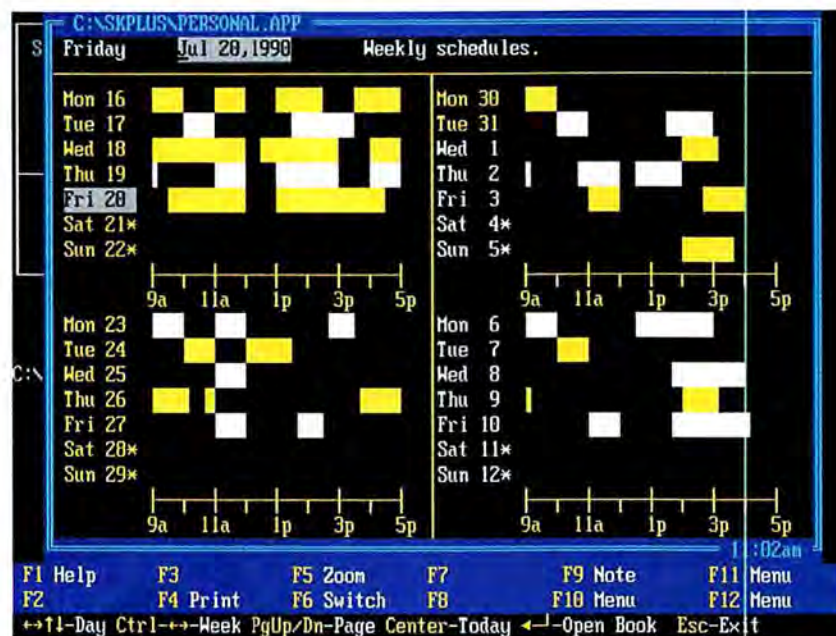 C:\SKPLUS\PERSONAL.APP
S Friday Jul 20,1990 Weekly schedules.
Mon 16
Tue 17
Wed 18
Thu 19
Fri 20
Sat 21*
Sun 22*
9a 11a 1p 3p 5p
Mon 30
Tue 31
Wed 1
Thu 2
Fri 3
Sat 4*
Sun 5*
9a 11a 1p 3p 5p
Mon 23
Tue 24
C:\ Wed 25
Thu 26
Fri 27
Sat 28*
Sun 29*
9a 11a 1p 3p 5p
Mon 6
Tue 7
Wed 8
Thu 9
Fri 10
Sat 11*
Sun 12*
9a 11a 1p 3p 5p
11:02am
F1 Help F3 F5 Zoom F7 F9 Note F11 Menu
F2 F4 Print F6 Switch F8 F10 Menu F12 Menu
↔↑↓-Day Ctrl-↔-Week PgUp/Dn-Page Center-Today ◄┘-Open Book Esc-Exit